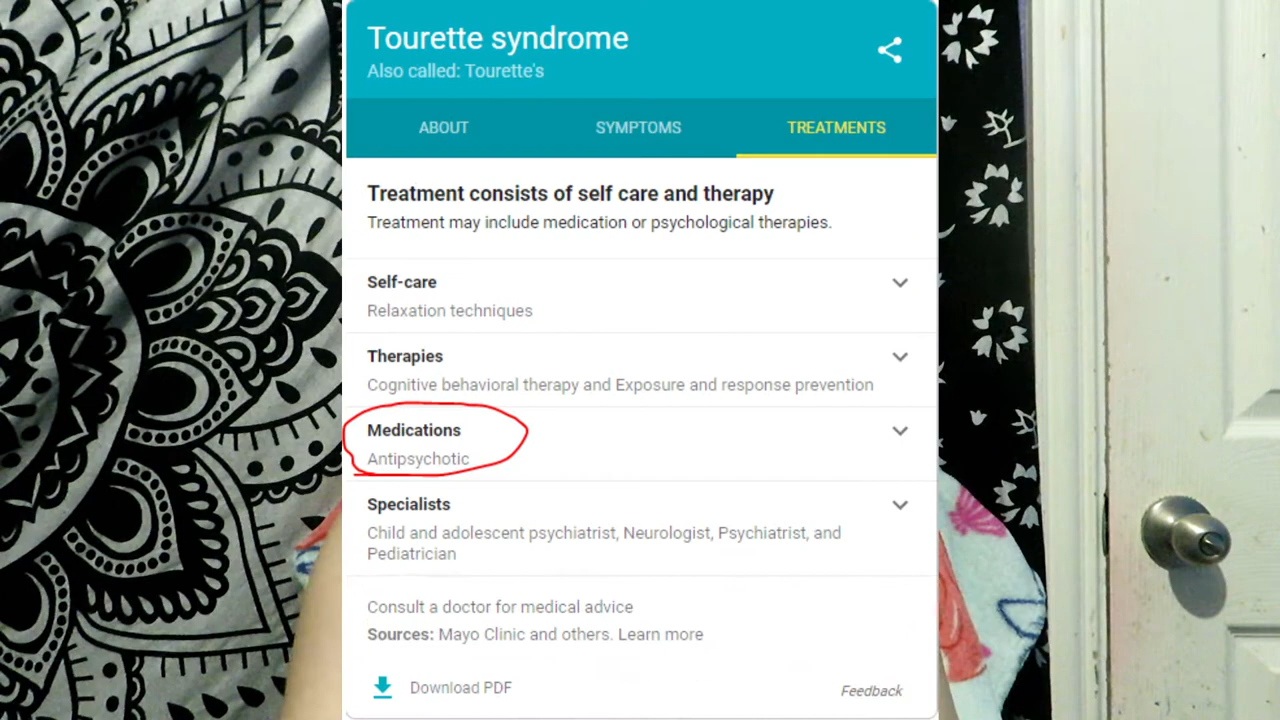 Tourette syndrome
Also called: Tourette's
ABOUT SYMPTOMS TREATMENTS
Treatment consists of self care and therapy
Treatment may include medication or psychological therapies.
Self-care
Relaxation techniques
Therapies
Cognitive behavioral therapy and Exposure and response prevention
Medications
Antipsychotic
Specialists
Child and adolescent psychiatrist, Neurologist, Psychiatrist, and
Pediatrician
Consult a doctor for medical advice
Sources: Mayo Clinic and others. Learn more
Download PDF
Feedback